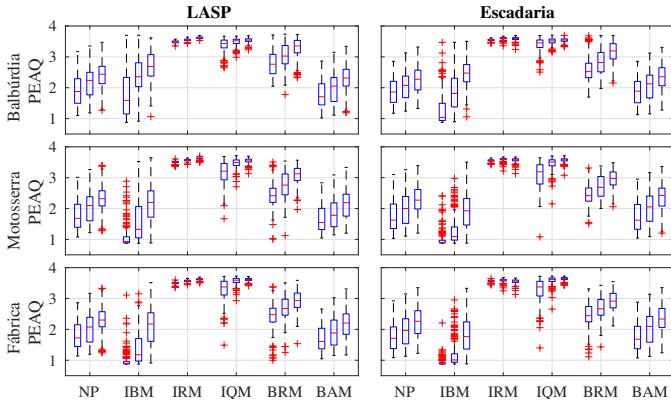 LASP
Escadaria
Balbúrdia
PEAQ
4
3
2
1
Motosserra
PEAQ
4
3
2
1
Fábrica
PEAQ
4
3
2
1
NP IBM IRM IQM BRM BAM
NP IBM IRM IQM BRM BAM